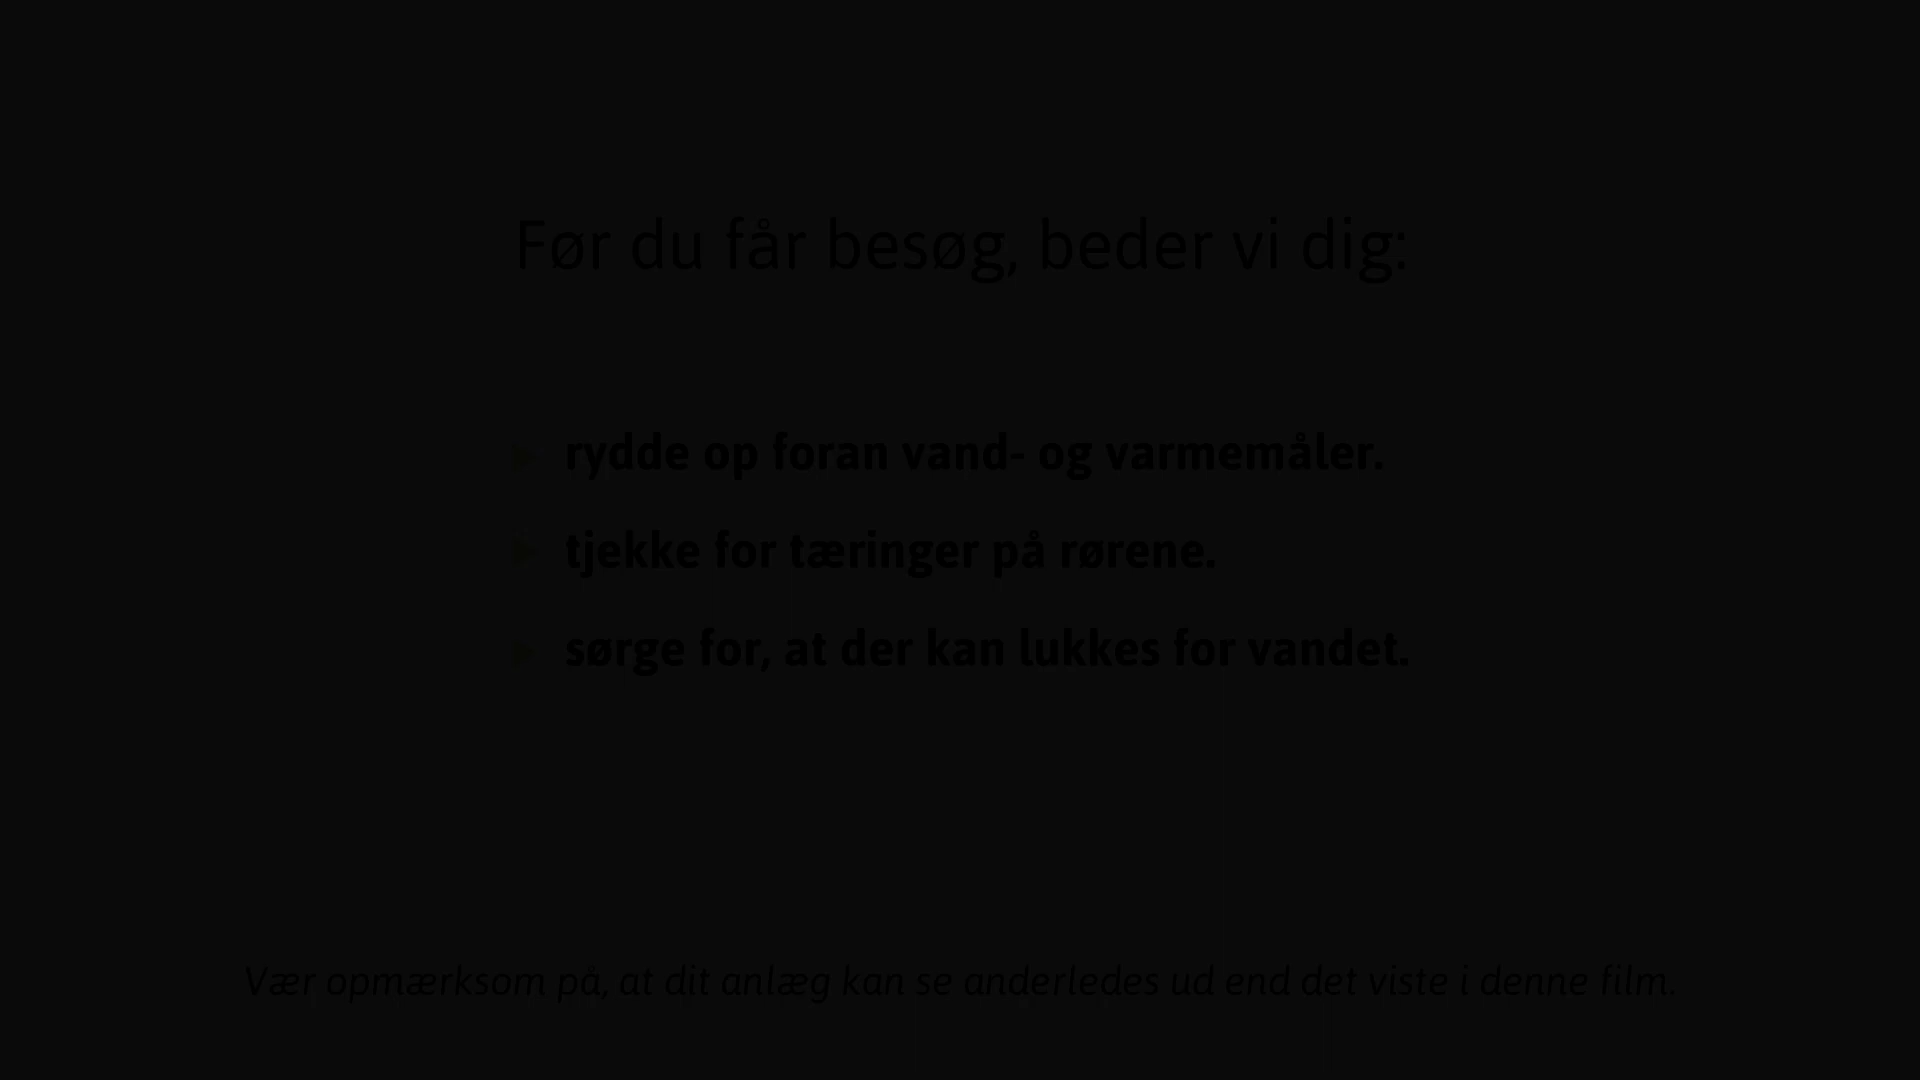 Før du får besøg, beder vi dig:
rydde op foran vand- og varmemåler.
tjekke for tæringer på rørene.
sørge for, at der kan lukkes for vandet.
Vær opmærksom på, at dit anlæg kan se anderledes ud end det viste i denne film.